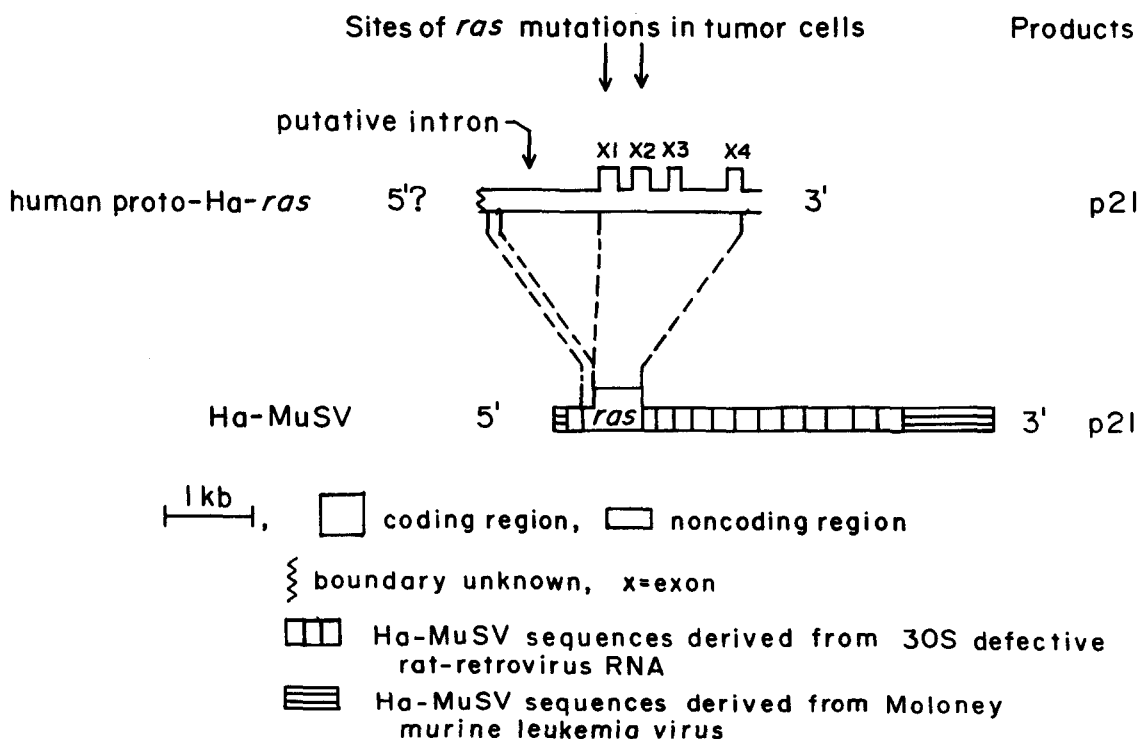 Sites of ras mutations in tumor cells
Products
putative intron
X1 X2 X3 X4
human proto-Ha-ras 5'? 3' p21
Ha-MuSV 5' ras 3' p21
1 kb, coding region, noncoding region
boundary unknown, x=exon
Ha-MuSV sequences derived from 30S defective
rat-retrovirus RNA
Ha-MuSV sequences derived from Moloney
murine leukemia virus